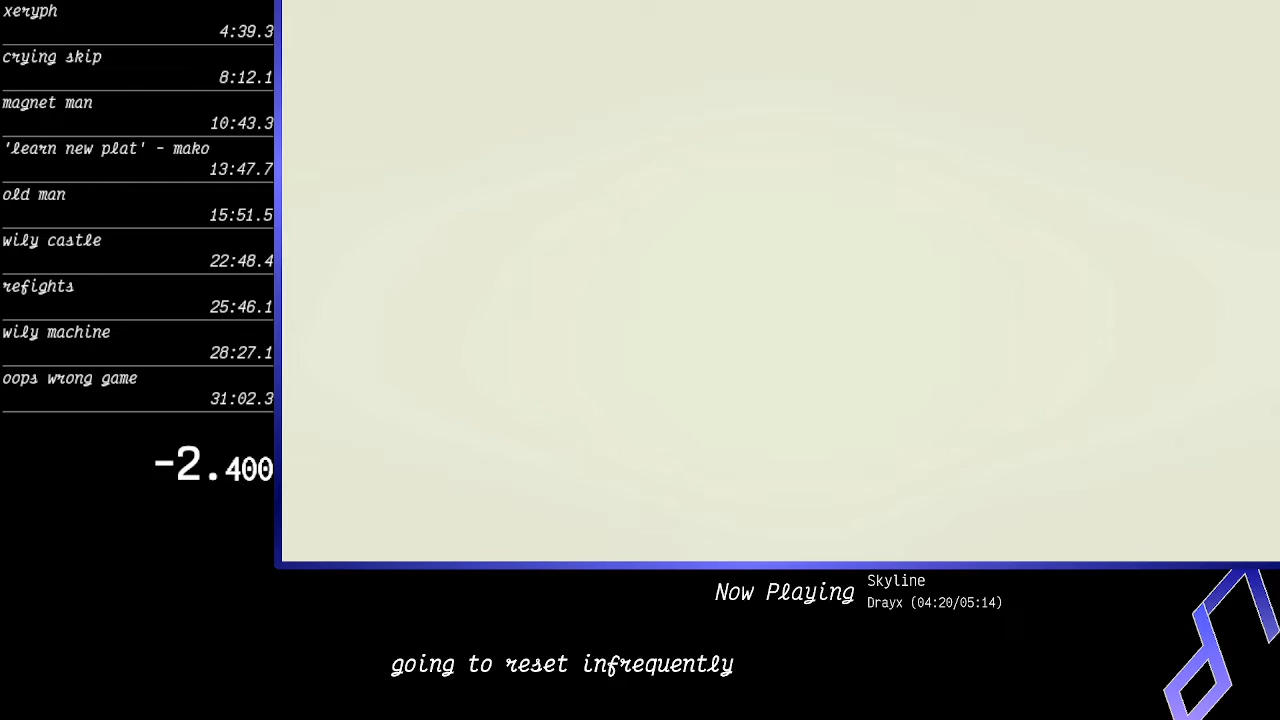 xeryph
4:39.3
crying skip
8:12.1
magnet man
10:43.3
'learn new plat' - mako
13:47.7
old man
15:51.5
wily castle
22:48.4
refights
25:46.1
wily machine
28:27.1
oops wrong game
31:02.3
-2.400
Now Playing
Skyline
Drayx (04:20/05:14)
going to reset infrequently